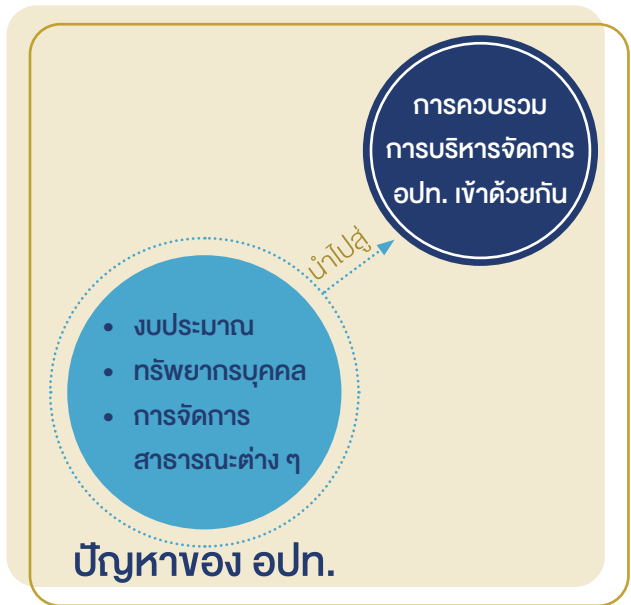 การควบรวม
การบริหารจัดการ
อปท. เข้าด้วยกัน
นำไปสู่
• งบประมาณ
• ทรัพยากรบุคคล
• การจัดการ
สาธารณะต่าง ๆ
ปัญหาของ อปท.